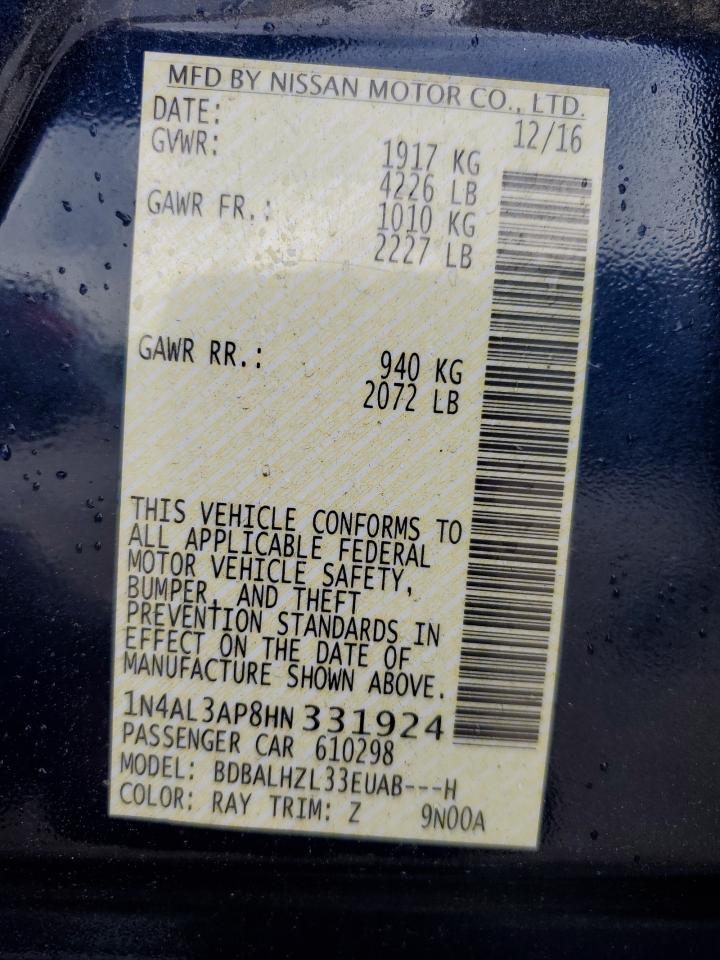 MFD BY NISSAN MOTOR CO., LTD.
DATE: 12/16
GVWR: 1917 KG
4226 LB
GAWR FR.: 1010 KG
2227 LB
GAWR RR.: 940 KG
2072 LB
THIS VEHICLE CONFORMS TO
ALL APPLICABLE FEDERAL
MOTOR VEHICLE SAFETY,
BUMPER, AND THEFT
PREVENTION STANDARDS IN
EFFECT ON THE DATE OF
MANUFACTURE SHOWN ABOVE.
1N4AL3AP8HN 331924
PASSENGER CAR 610298
MODEL: BDBALHZL33EUAB---H
COLOR: RAY TRIM: Z 9N00A